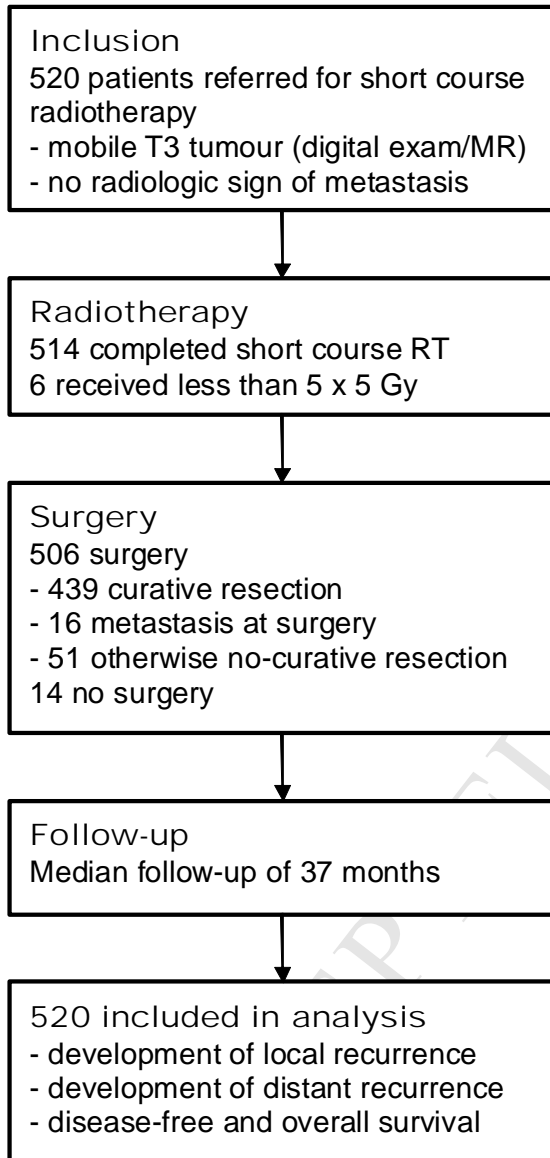 Inclusion
520 patients referred for short course
radiotherapy
- mobile T3 tumour (digital exam/MR)
- no radiologic sign of metastasis
Radiotherapy
514 completed short course RT
6 received less than 5 x 5 Gy
Surgery
506 surgery
- 439 curative resection
- 16 metastasis at surgery
- 51 otherwise no-curative resection
14 no surgery
Follow-up
Median follow-up of 37 months
520 included in analysis
- development of local recurrence
- development of distant recurrence
- disease-free and overall survival